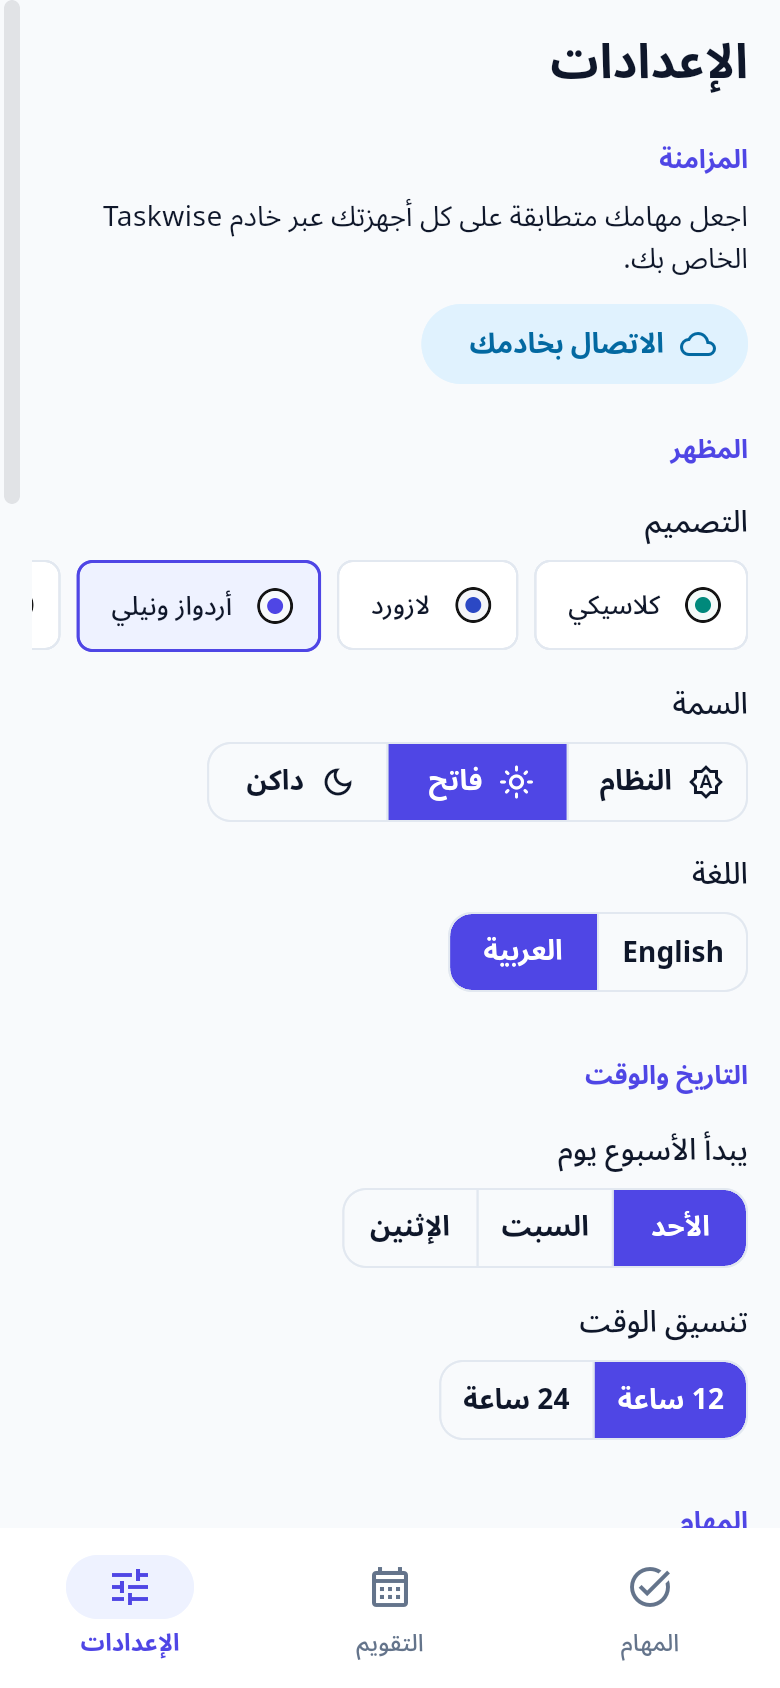 الإعدادات
المزامنة
اجعل مهامك متطابقة على كل أجهزتك عبر خادم Taskwise
الخاص بك.
الاتصال بخادمك
المظهر
التصميم
كلاسيكي
لازورد
أردواز ونيلي
السمة
النظام
فاتح
داكن
اللغة
English
العربية
التاريخ والوقت
يبدأ الأسبوع يوم
الأحد
السبت
الإثنين
تنسيق الوقت
12 ساعة
24 ساعة
المهام
المهام
التقويم
الإعدادات